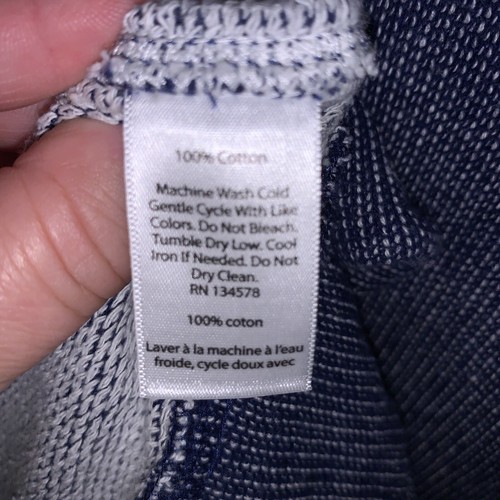 100% Cotton
Machine Wash Cold
Gentle Cycle With Like
Colors. Do Not Bleach.
Tumble Dry Low. Cool
Iron If Needed. Do Not
Dry Clean.
RN 134578
100% coton
Laver à la machine à l'eau
froide, cycle doux avec